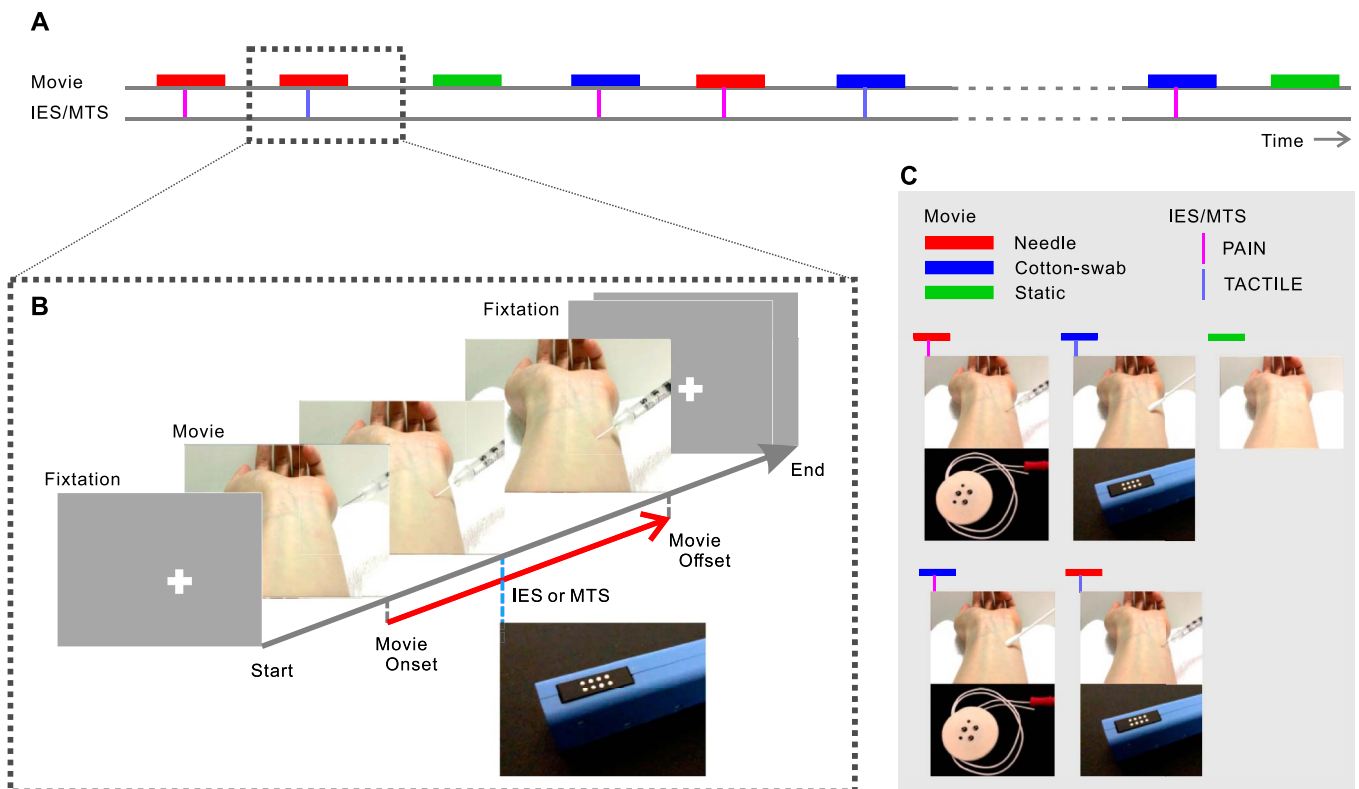 A
Movie
IES/MTS
Time
B
Fixtation
Movie
Fixtation
End
Movie
Offset
IES or MTS
Movie
Onset
Start
C
Movie
IES/MTS
Needle
PAIN
Cotton-swab
TACTILE
Static